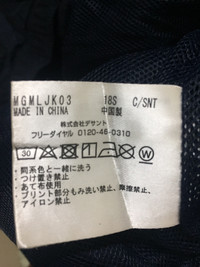 MGMLJK03 18S C/SNT
MADE IN CHINA 中国製
株式会社デサント
フリーダイヤル 0120-46-0310
30 W
・同系色と一緒に洗う
・つけ置き禁止
・あて布使用
・プリント部分もみ洗い禁止、擦禁止、
アイロン禁止